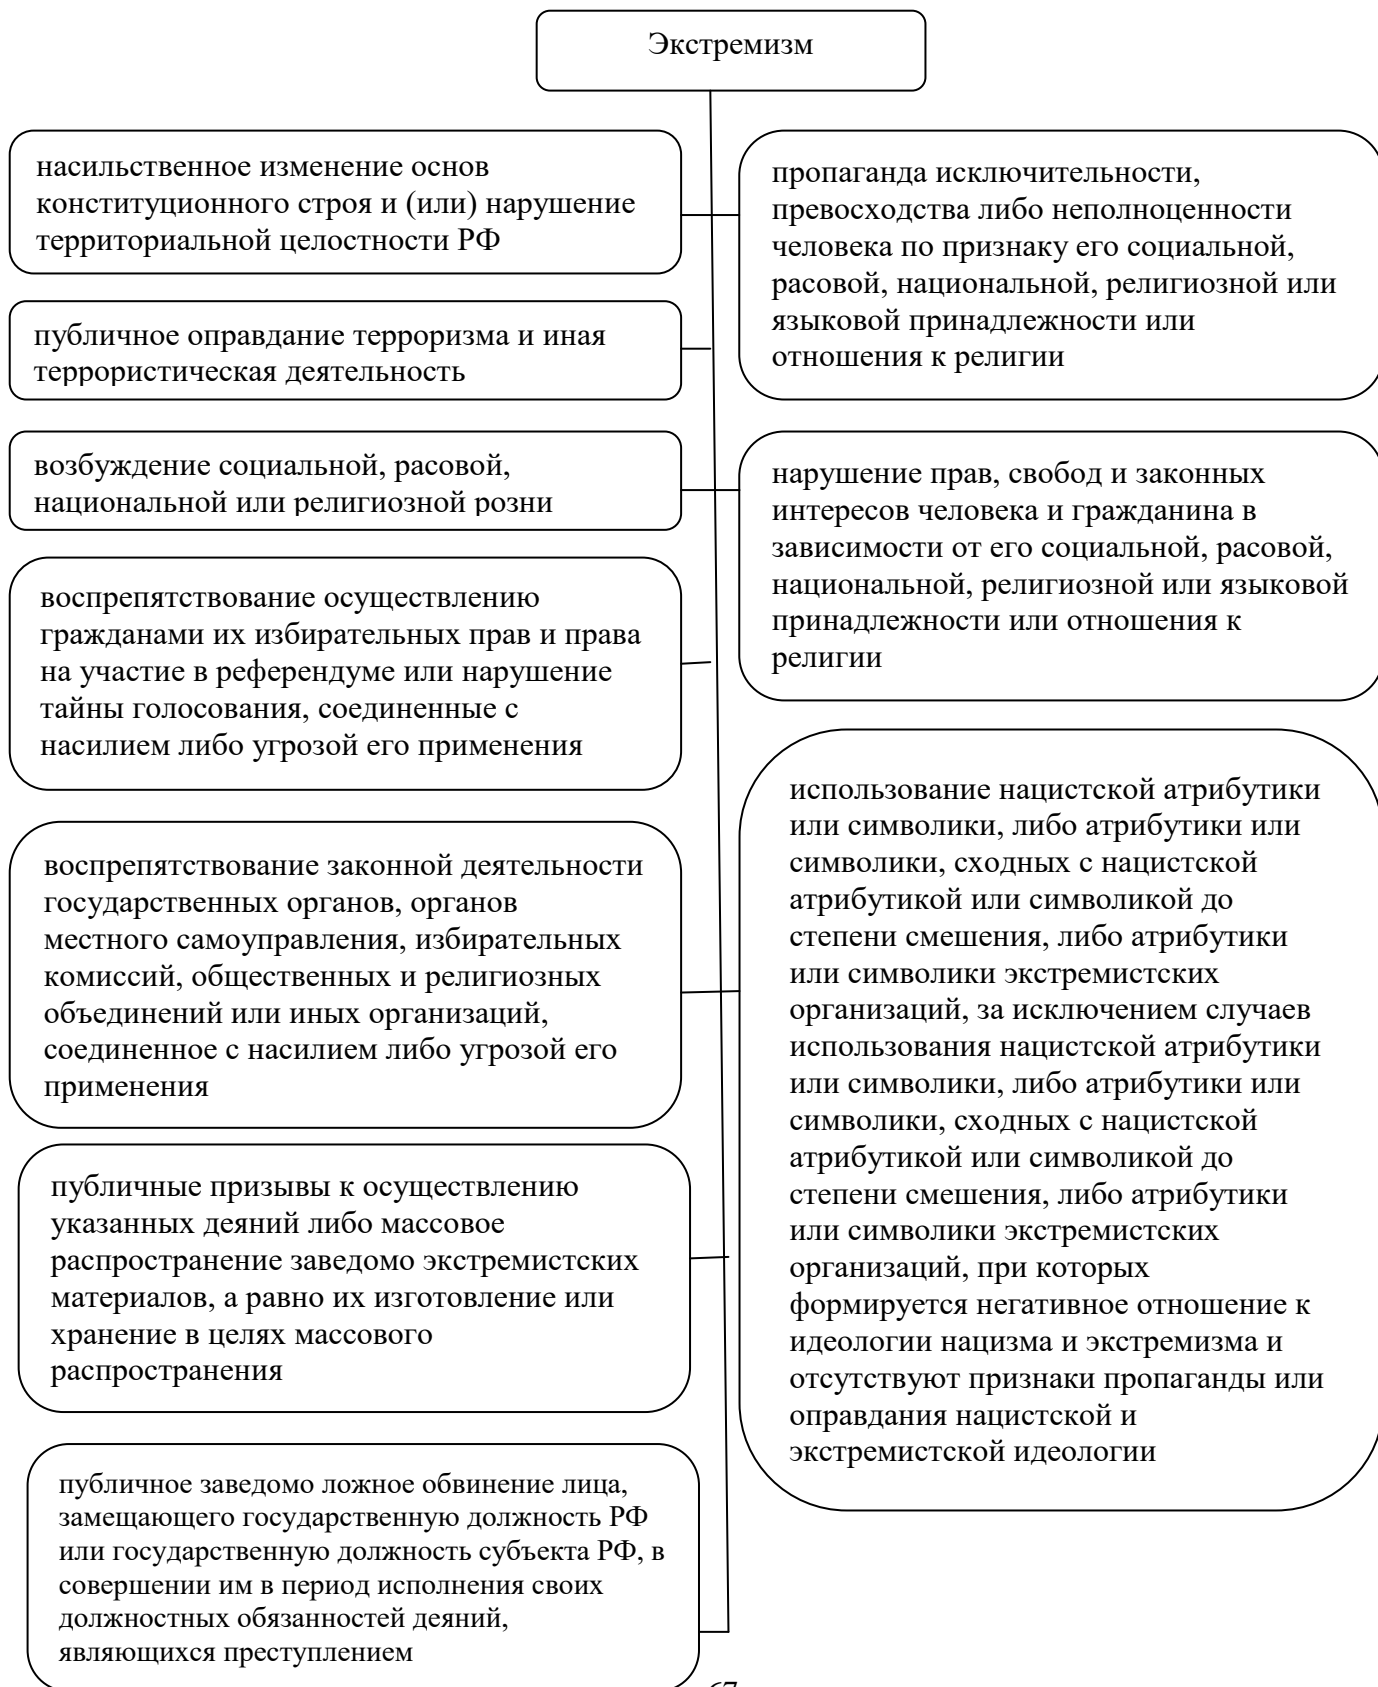 Экстремизм
насильственное изменение основ
конституционного строя и (или) нарушение
территориальной целостности РФ
публичное оправдание терроризма и иная
террористическая деятельность
возбуждение социальной, расовой,
национальной или религиозной розни
воспрепятствование осуществлению
гражданами их избирательных прав и права
на участие в референдуме или нарушение
тайны голосования, соединенные с
насилием либо угрозой его применения
воспрепятствование законной деятельности
государственных органов, органов
местного самоуправления, избирательных
комиссий, общественных и религиозных
объединений или иных организаций,
соединенное с насилием либо угрозой его
применения
публичные призывы к осуществлению
указанных деяний либо массовое
распространение заведомо экстремистских
материалов, а равно их изготовление или
хранение в целях массового
распространения
публичное заведомо ложное обвинение лица,
замещающего государственную должность РФ
или государственную должность субъекта РФ, в
совершении им в период исполнения своих
должностных обязанностей деяний,
являющихся преступлением
пропаганда исключительности,
превосходства либо неполноценности
человека по признаку его социальной,
расовой, национальной, религиозной или
языковой принадлежности или
отношения к религии
нарушение прав, свобод и законных
интересов человека и гражданина в
зависимости от его социальной, расовой,
национальной, религиозной или языковой
принадлежности или отношения к
религии
использование нацистской атрибутики
или символики, либо атрибутики или
символики, сходных с нацистской
атрибутикой или символикой до
степени смешения, либо атрибутики
или символики экстремистских
организаций, за исключением случаев
использования нацистской атрибутики
или символики, либо атрибутики или
символики, сходных с нацистской
атрибутикой или символикой до
степени смешения, либо атрибутики
или символики экстремистских
организаций, при которых
формируется негативное отношение к
идеологии нацизма и экстремизма и
отсутствуют признаки пропаганды или
оправдания нацистской и
экстремистской идеологии